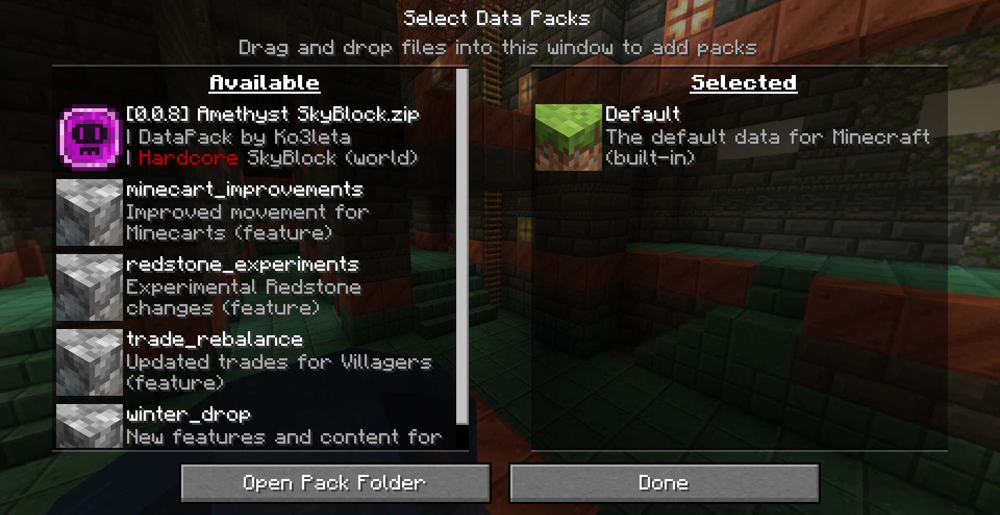 Select Data Packs
Drag and drop files into this window to add packs
Available
[0.0.8] Amethyst SkyBlock.zip
| DataPack by Ko3leta
| Hardcore SkyBlock (world)
minecart_improvements
Improved movement for
Minecarts (feature)
redstone_experiments
Experimental Redstone
changes (feature)
trade_rebalance
Updated trades for Villagers
(feature)
winter_drop
New features and content for
Selected
Default
The default data for Minecraft
(built-in)
Open Pack Folder
Done